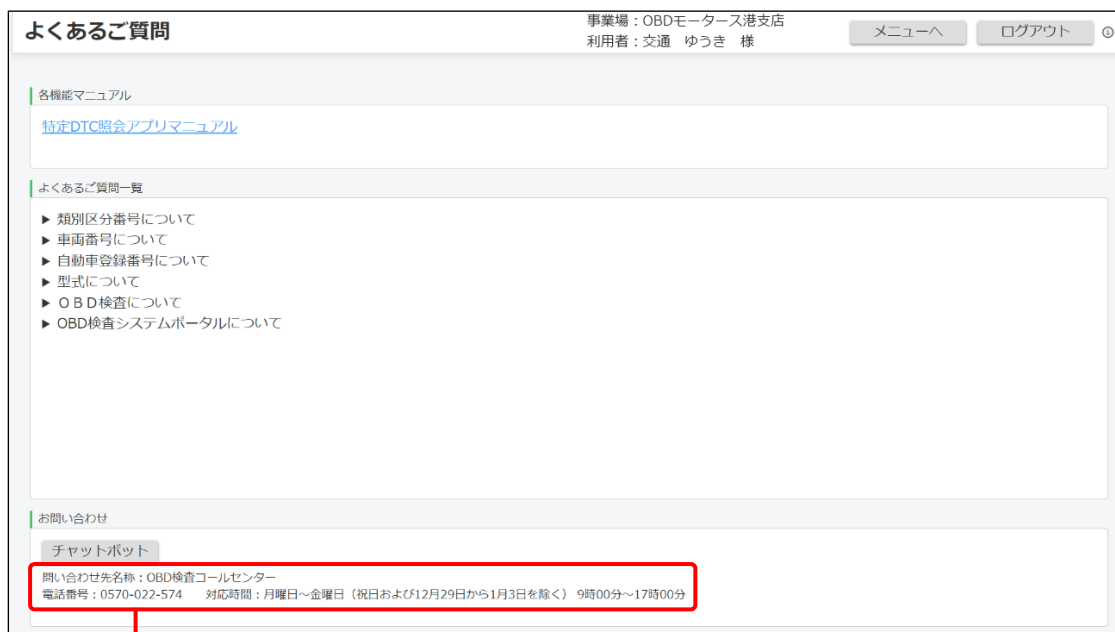 よくあるご質問
事業場：OBDモータース港支店
利用者：交通　ゆうき　様
メニューへ
ログアウト
各機能マニュアル
特定DTC照会アプリマニュアル
よくあるご質問一覧
▶ 類別区分番号について
▶ 車両番号について
▶ 自動車登録番号について
▶ 型式について
▶ ＯＢＤ検査について
▶ OBD検査システムポータルについて
お問い合わせ
チャットボット
問い合わせ先名称：OBD検査コールセンター
電話番号：0570-022-574　　対応時間：月曜日～金曜日（祝日および12月29日から1月3日を除く） 9時00分～17時00分